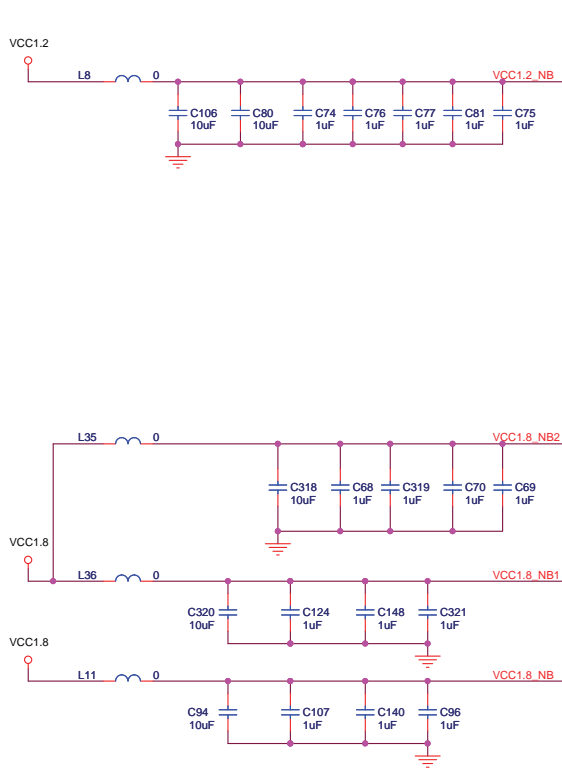 VCC1.2
L8 0 VCC1.2_NB
C106 C80 C74 C76 C77 C81 C75
10uF 10uF 1uF 1uF 1uF 1uF 1uF
L35 0 VCC1.8_NB2
C318 C68 C319 C70 C69
10uF 1uF 1uF 1uF 1uF
VCC1.8
L36 0 VCC1.8_NB1
C320 C124 C148 C321
10uF 1uF 1uF 1uF
VCC1.8
L11 0 VCC1.8_NB
C94 C107 C140 C96
10uF 1uF 1uF 1uF